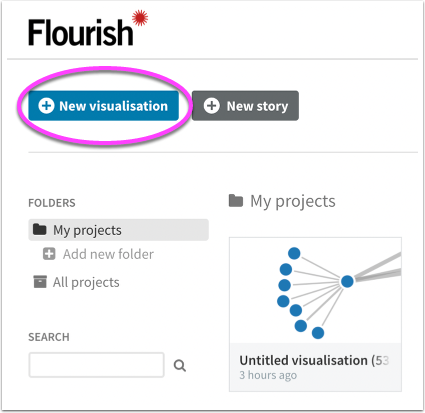 Flourish
New visualisation
New story
FOLDERS
My projects
Add new folder
All projects
SEARCH
My projects
Untitled visualisation (53
3 hours ago